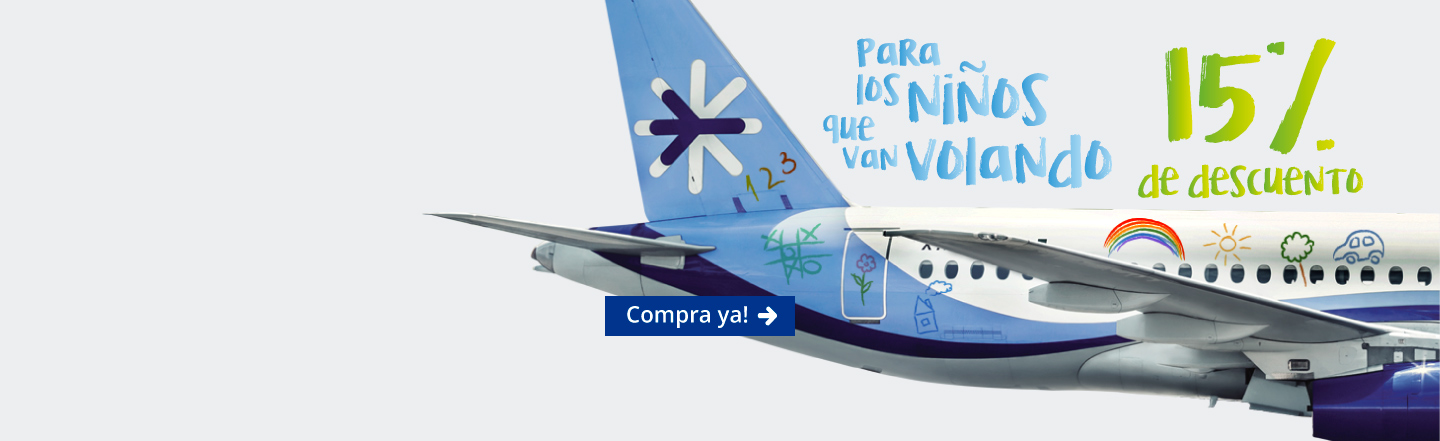 PaRa
los NiÑOS
que
vaN Volando
15%
de descuento
1 2 3
Compra ya!